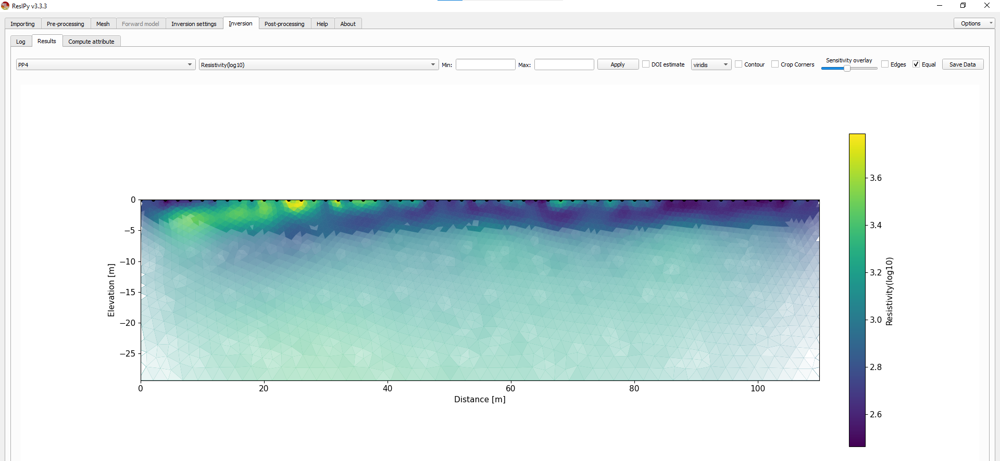 ResIPy v3.3.3
Importing Pre-processing Mesh Forward model Inversion settings Inversion Post-processing Help About Options
Log Results Compute attribute
PP4 Resistivity(log10) Min: Max: Apply DOI estimate viridis Contour Crop Corners Sensitivity overlay Edges Equal Save Data
0
−5
−10
−15
−20
−25
Elevation [m]
0 20 40 60 80 100
Distance [m]
3.6
3.4
3.2
3.0
2.8
2.6
Resistivity(log10)